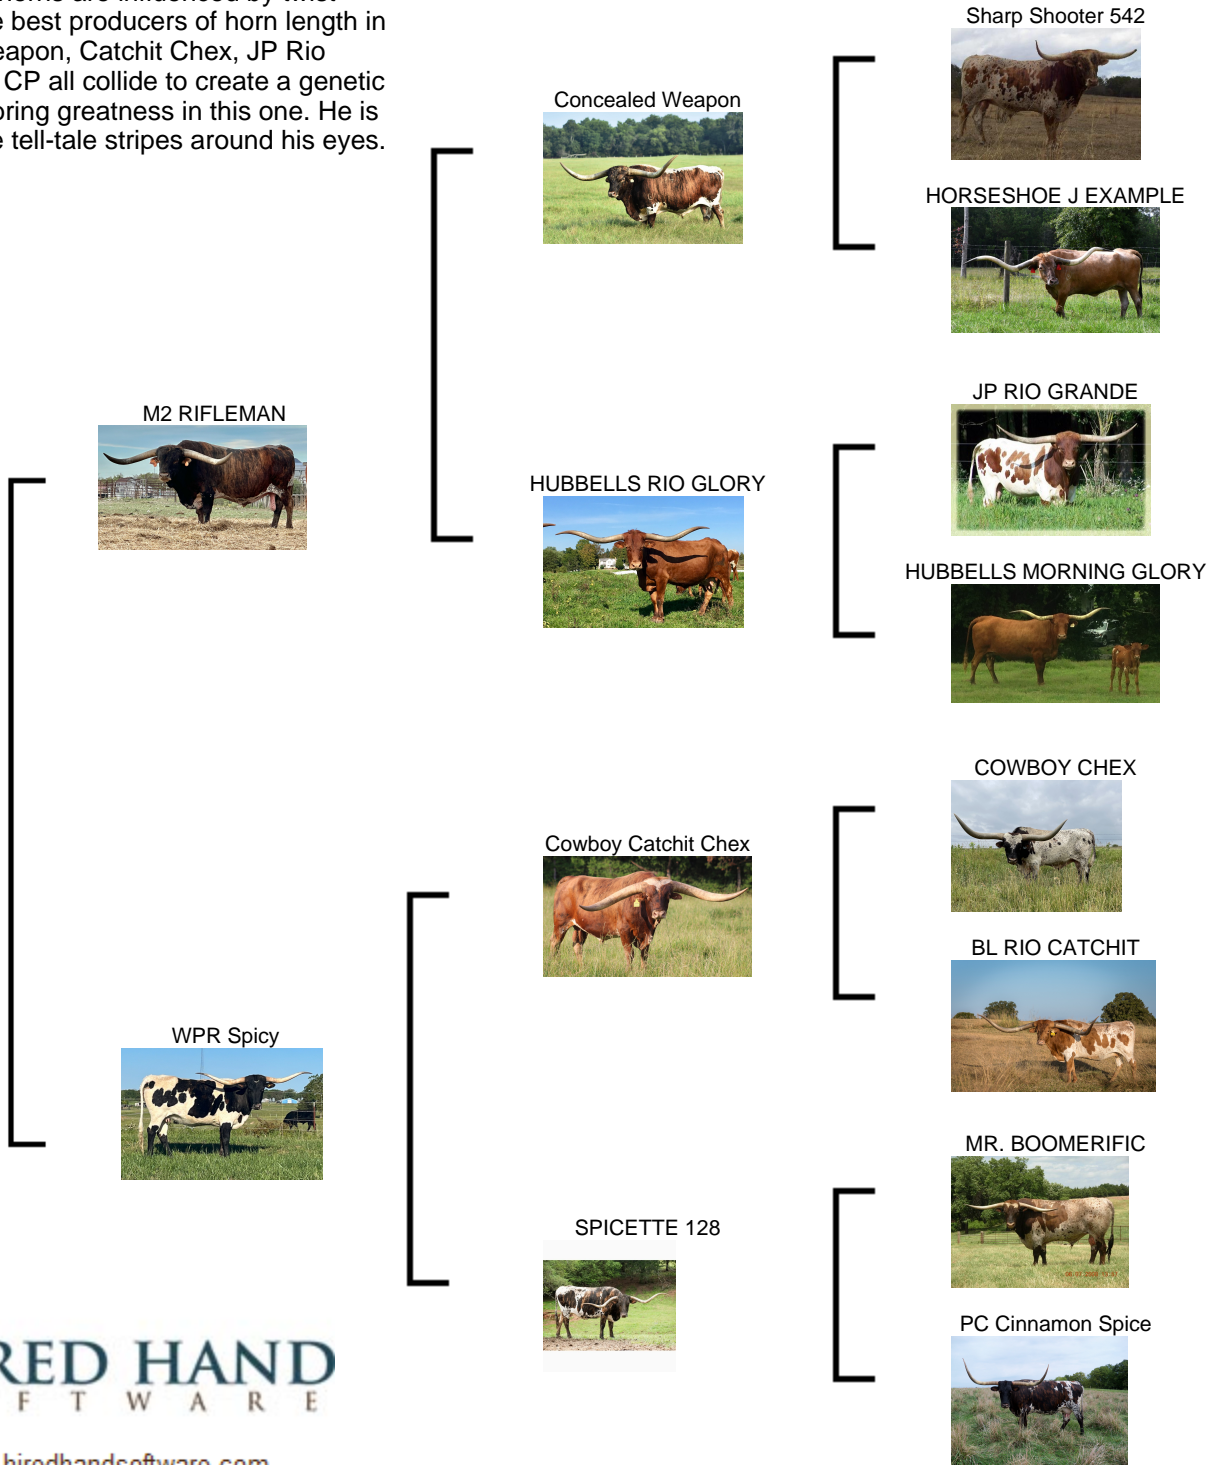 best producers of horn length in
Catchit Chex, JP Rio
CP all collide to create a genetic
greatness in this one. He is
tell-tale stripes around his eyes.
Sharp Shooter 542
Concealed Weapon
HORSESHOE J EXAMPLE
JP RIO GRANDE
M2 RIFLEMAN
HUBBELLS RIO GLORY
HUBBELLS MORNING GLORY
COWBOY CHEX
Cowboy Catchit Chex
BL RIO CATCHIT
WPR Spicy
MR. BOOMERIFIC
SPICETTE 128
PC Cinnamon Spice
RED HAND
F T W A R E
hiredhandsoftware.com